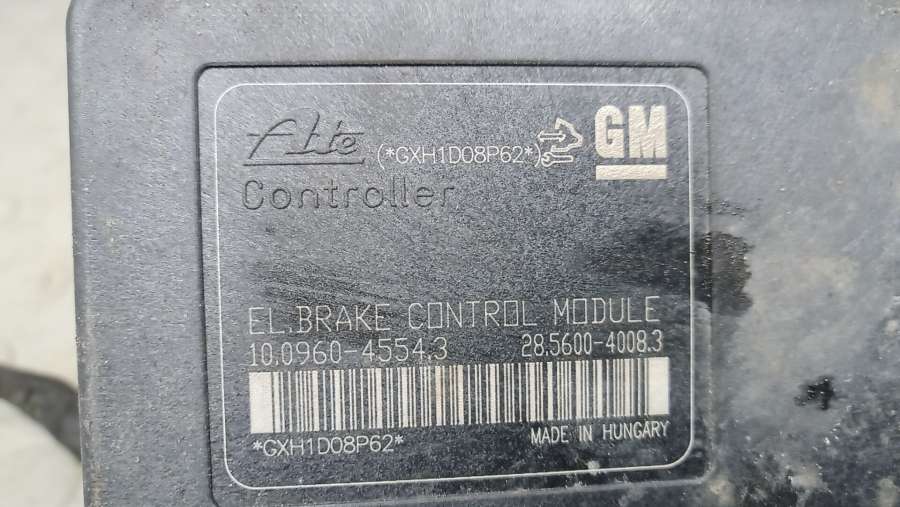 Ate (*GXH1D08P62*) GM
Controller
EL.BRAKE CONTROL MODULE
10.0960-4554.3 28.5600-4008.3
*GXH1D08P62* MADE IN HUNGARY